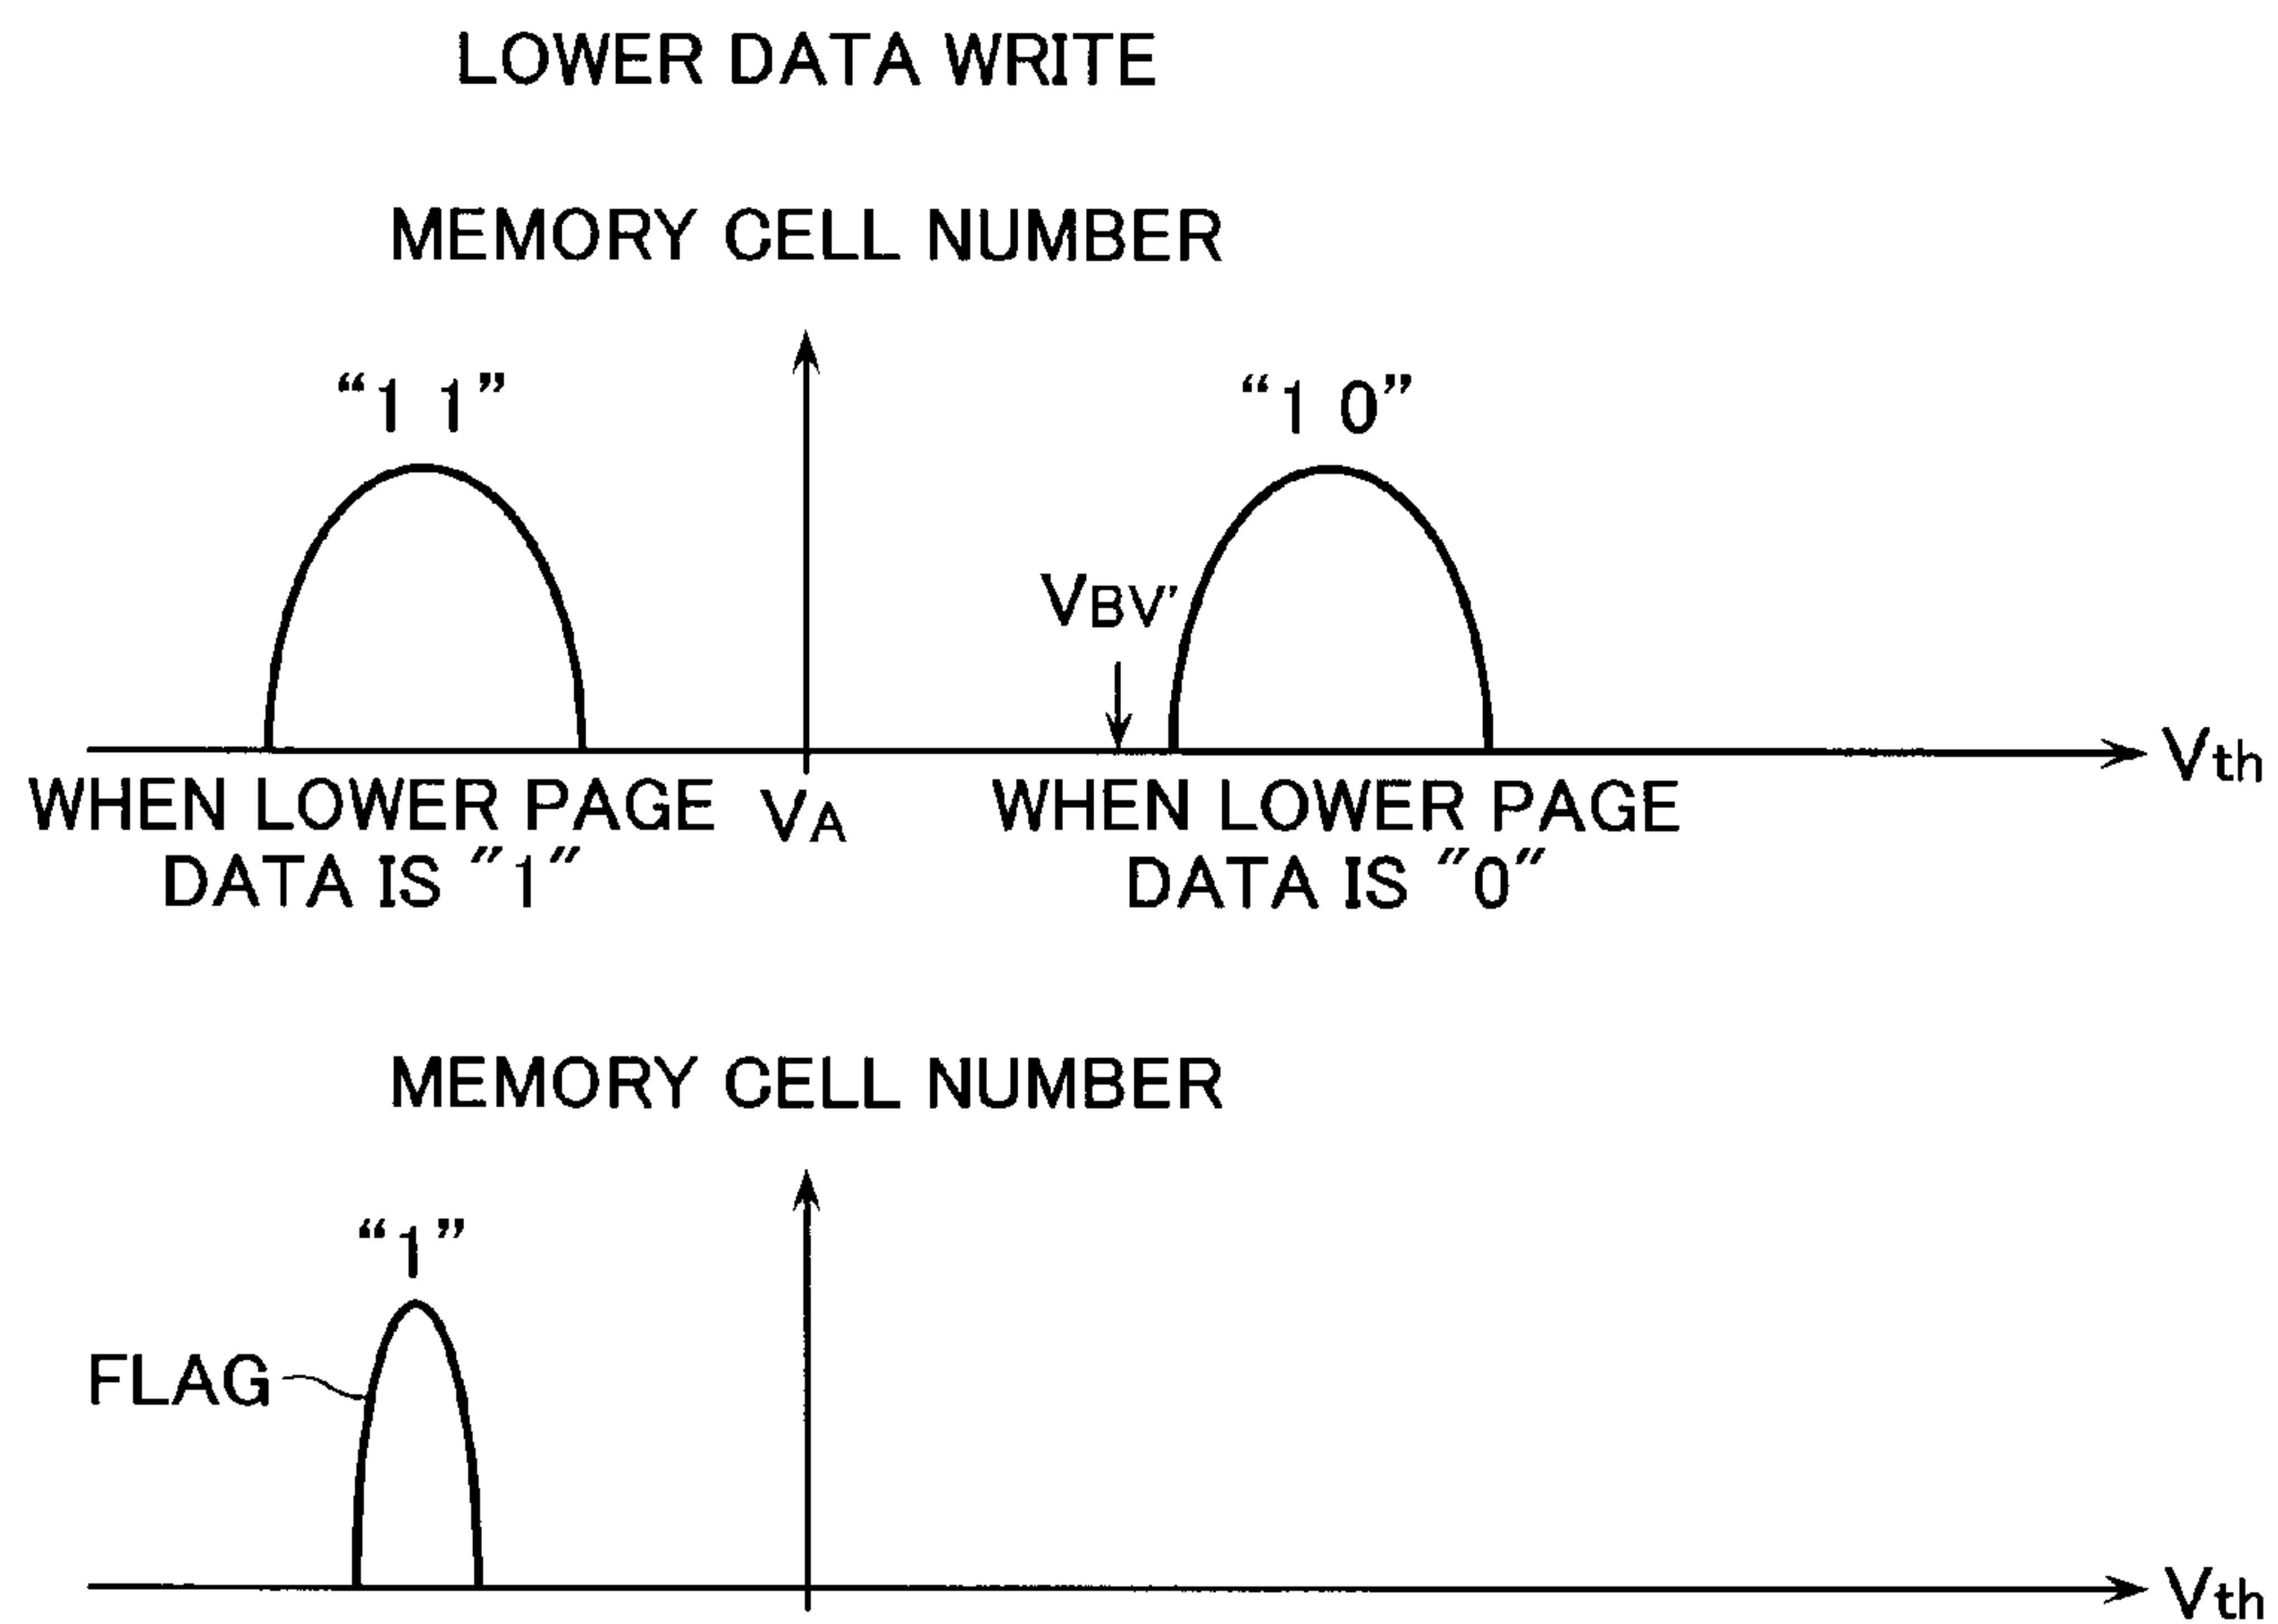 LOWER DATA WRITE
MEMORY CELL NUMBER
“1 1” “1 0”
VBV'
Vth
WHEN LOWER PAGE VA WHEN LOWER PAGE
DATA IS "1" DATA IS "0"
MEMORY CELL NUMBER
“1”
FLAG
Vth